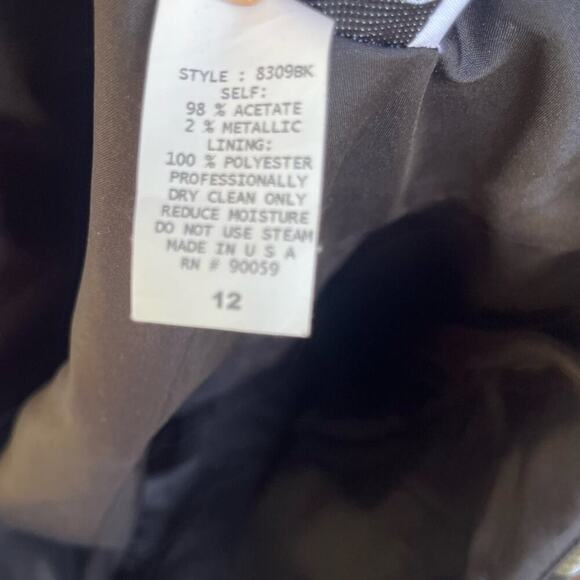 STYLE : 8309BK
SELF:
98 % ACETATE
2 % METALLIC
LINING:
100 % POLYESTER
PROFESSIONALLY
DRY CLEAN ONLY
REDUCE MOISTURE
DO NOT USE STEAM
MADE IN U S A
RN # 90059
12